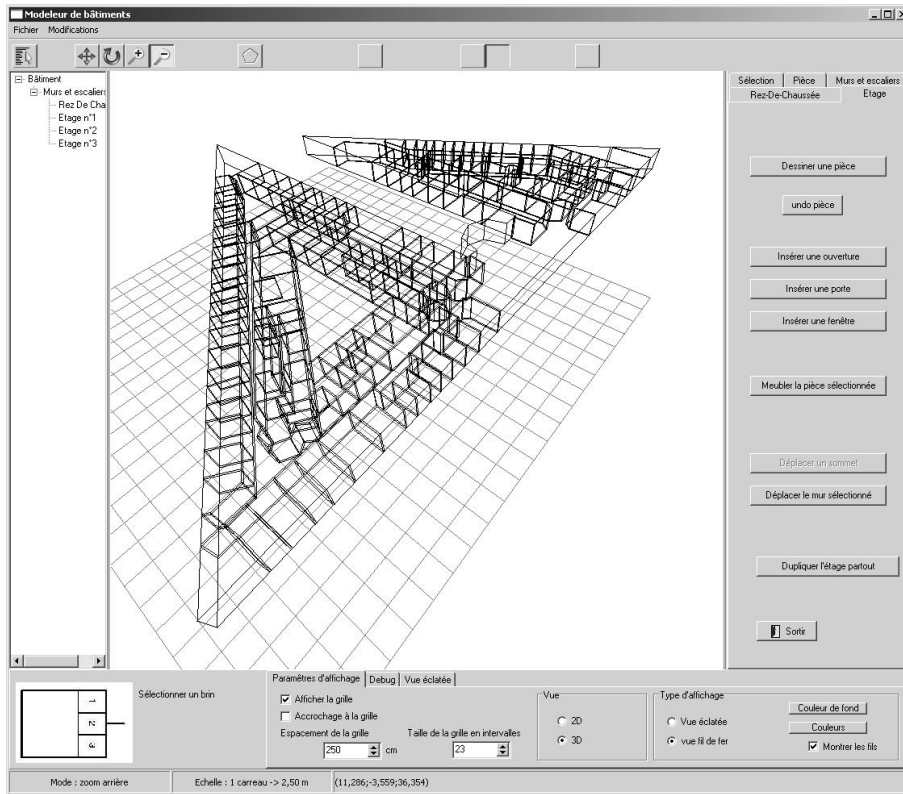 Modeleur de bâtiments
Fichier Modifications
Bâtiment
Murs et escaliers
Rez De Cha
Etage n°1
Etage n°2
Etage n°3
Sélection Pièce Murs et escaliers
Rez-De-Chaussée Etage
Dessiner une pièce
undo pièce
Insérer une ouverture
Insérer une porte
Insérer une fenêtre
Meubler la pièce sélectionnée
Déplacer un sommet
Déplacer le mur sélectionné
Dupliquer l'étage partout
Sortir
1
2
3
Sélectionner un brin
Paramètres d'affichage Debug Vue éclatée
Afficher la grille
Accrochage à la grille
Espacement de la grille Taille de la grille en intervalles
250 cm 23
Vue
2D
3D
Type d'affichage
Vue éclatée
vue fil de fer
Couleur de fond
Couleurs
Montrer les fils
Mode : zoom arrière Echelle : 1 carreau -> 2,50 m (11,286;-3,559;36,354)